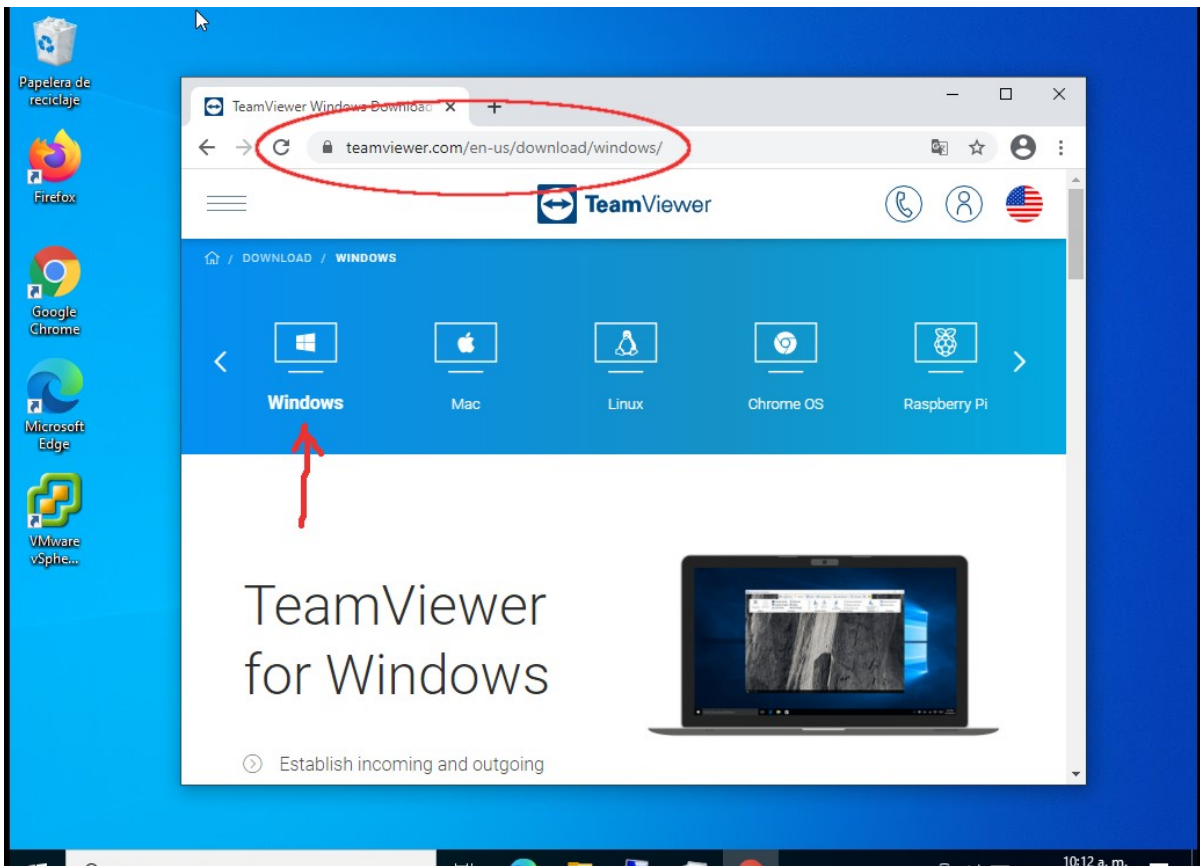 Papelera de
reciclaje
Firefox
Google
Chrome
Microsoft
Edge
VMware
vSphe...
TeamViewer Windows Downloac
teamviewer.com/en-us/download/windows/
TeamViewer
/ DOWNLOAD / WINDOWS
Windows
Mac
Linux
Chrome OS
Raspberry Pi
TeamViewer
for Windows
Establish incoming and outgoing
10:12 a. m.